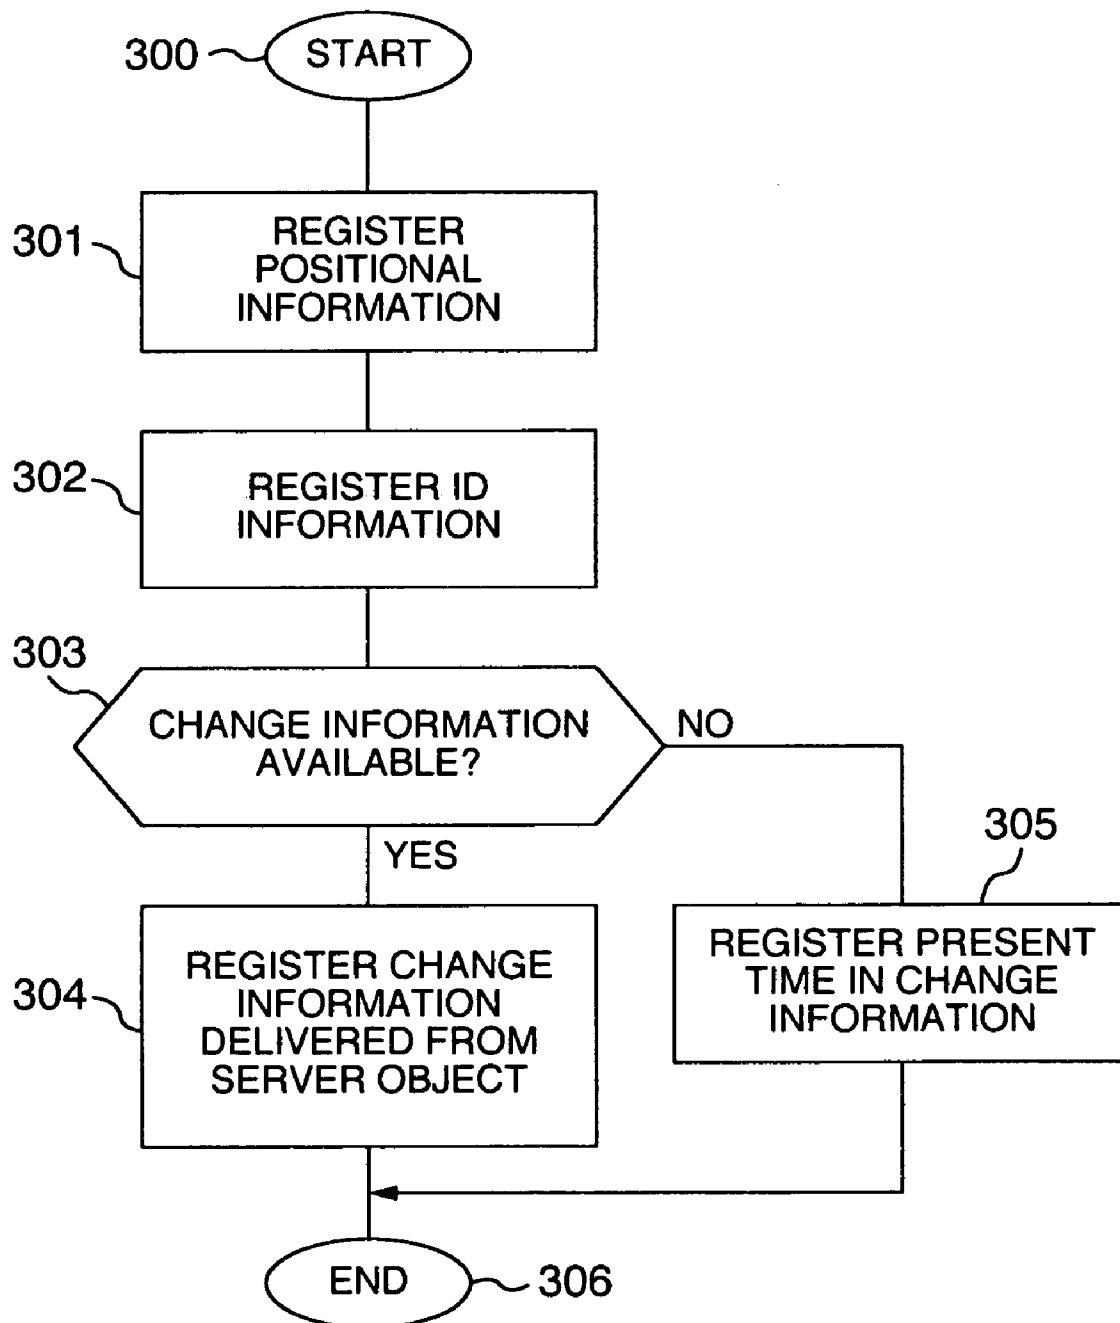 300
START
301
REGISTER
POSITIONAL
INFORMATION
302
REGISTER ID
INFORMATION
303
CHANGE INFORMATION
AVAILABLE?
NO
YES
305
304
REGISTER CHANGE
INFORMATION
DELIVERED FROM
SERVER OBJECT
REGISTER PRESENT
TIME IN CHANGE
INFORMATION
END
306